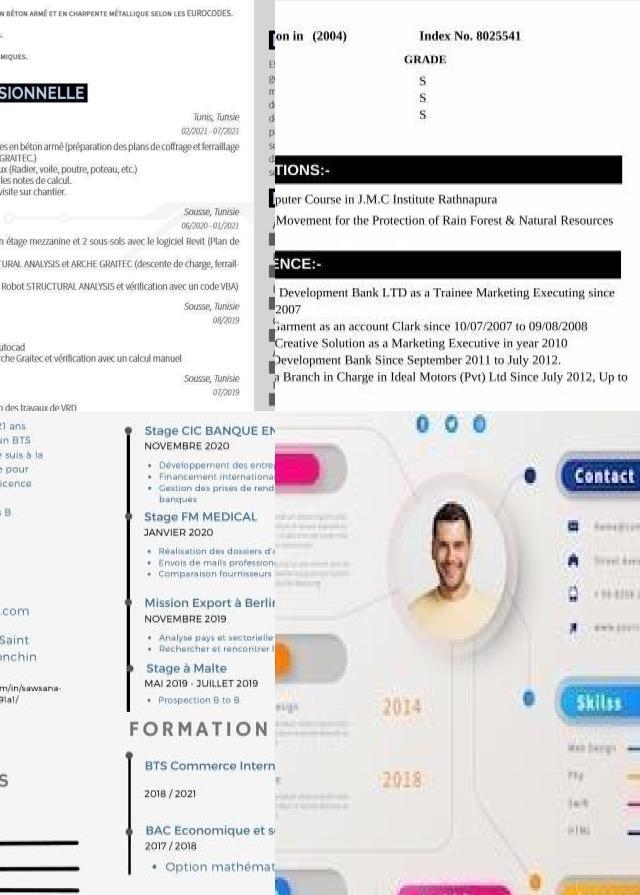 N BÉTON ARMÉ ET EN CHARPENTE MÉTALLIQUE SELON LES EUROCODES.
MIQUES.
SIONNELLE
Tunis, Tunsie
02/2021 - 07/2021
es en béton armé (préparation des plans de coffrage et ferraillage
GRAITEC.)
ux (Radier, voile, poutre, poteau, etc.)
les notes de calcul.
visite sur chantier.
Sousse, Tunisie
06/2020 - 01/2021
n étage mezzanine et 2 sous-sols avec le logiciel Revit (Plan de
TURAL ANALYSIS et ARCHE GRAITEC (descente de charge, ferrail-
Robot STRUCTURAL ANALYSIS et vérification avec un code VBA)
Sousse, Tunisie
08/2019
utocad
rche Graitec et vérification avec un calcul manuel
Sousse, Tunisie
07/2019
n des travaux de VRD
on in (2004) Index No. 8025541
GRADE
S
S
S
TIONS:-
puter Course in J.M.C Institute Rathnapura
Movement for the Protection of Rain Forest & Natural Resources
ENCE:-
Development Bank LTD as a Trainee Marketing Executing since
2007
Garment as an account Clark since 10/07/2007 to 09/08/2008
Creative Solution as a Marketing Executive in year 2010
Development Bank Since September 2011 to July 2012.
a Branch in Charge in Ideal Motors (Pvt) Ltd Since July 2012, Up to
21 ans
un BTS
e suis à la
e pour
licence
s B
.com
Saint
onchin
m/in/sawsana-
91a1/
S
Stage CIC BANQUE EN
NOVEMBRE 2020
Développement des entre
Financement internationa
Gestion des prises de rend
banques
Stage FM MEDICAL
JANVIER 2020
Réalisation des dossiers d'
Envois de mails profession
Comparaison fournisseurs
Mission Export à Berlin
NOVEMBRE 2019
Analyse pays et sectorielle
Rechercher et rencontrer
Stage à Malte
MAI 2019 - JUILLET 2019
Prospection B to B
FORMATION
BTS Commerce Intern
2018 / 2021
BAC Economique et s
2017 / 2018
Option mathémat
Contact
2014
2018
Skilss
Web Design
Php
Swift
HTML